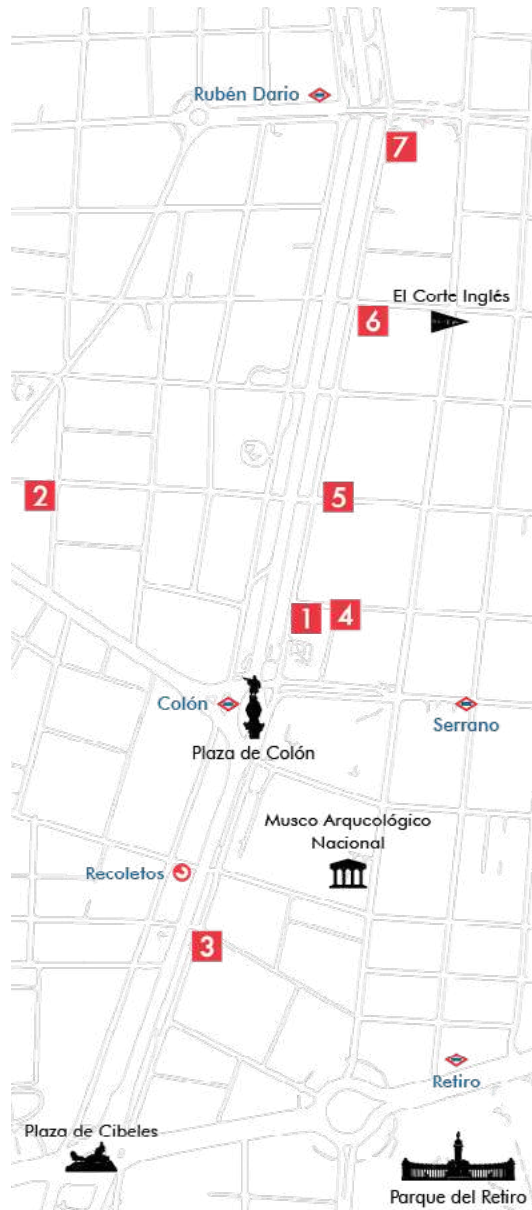 Rubén Dario
7
El Corte Inglés
6
2
5
1
4
Colón
Serrano
Plaza de Colón
Musco Arqucológico
Nacional
Recoletos
3
Retiro
Plaza de Cibeles
Parque del Retiro